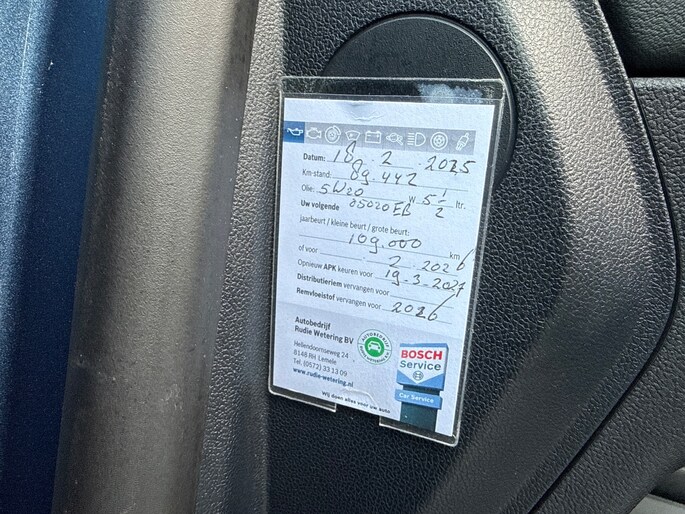 Datum: 18 . 2 . 2025
Km-stand: 89.442
Olie: 5W20 W 5 1/2 ltr.
Uw volgende 05020EB
jaarbeurt / kleine beurt / grote beurt:
109.000 km
of voor 2 2026
Opnieuw APK keuren voor 19-3-2027
Distributieriem vervangen voor
Remvloeistof vervangen voor 2026
Autobedrijf
Rudie Wetering BV
Hellendoornseweg 24
8148 RH Lemele
Tel. (0572) 33 13 09
www.rudie-wetering.nl
BOSCH
Service
Car Service
Wij doen alles voor uw auto